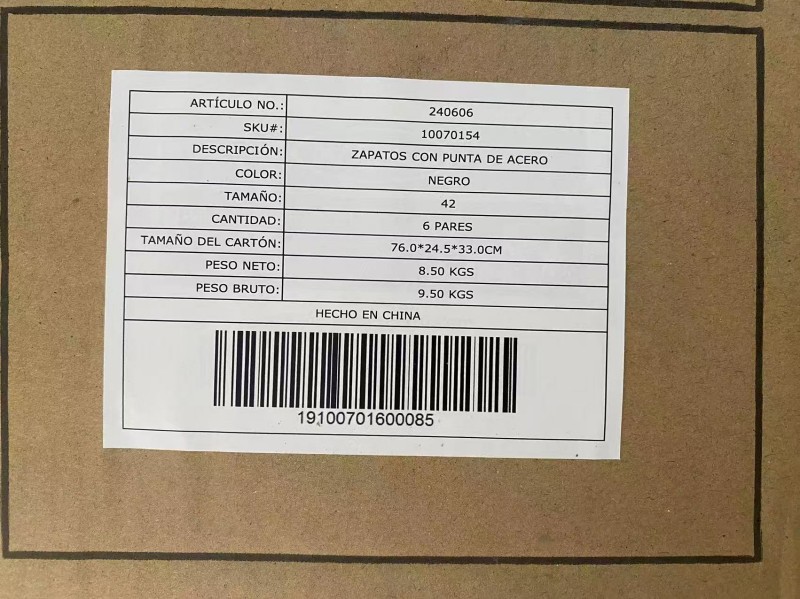 ARTÍCULO NO.: 240606
SKU#: 10070154
DESCRIPCIÓN: ZAPATOS CON PUNTA DE ACERO
COLOR: NEGRO
TAMAÑO: 42
CANTIDAD: 6 PARES
TAMAÑO DEL CARTÓN: 76.0*24.5*33.0CM
PESO NETO: 8.50 KGS
PESO BRUTO: 9.50 KGS
HECHO EN CHINA
19100701600085